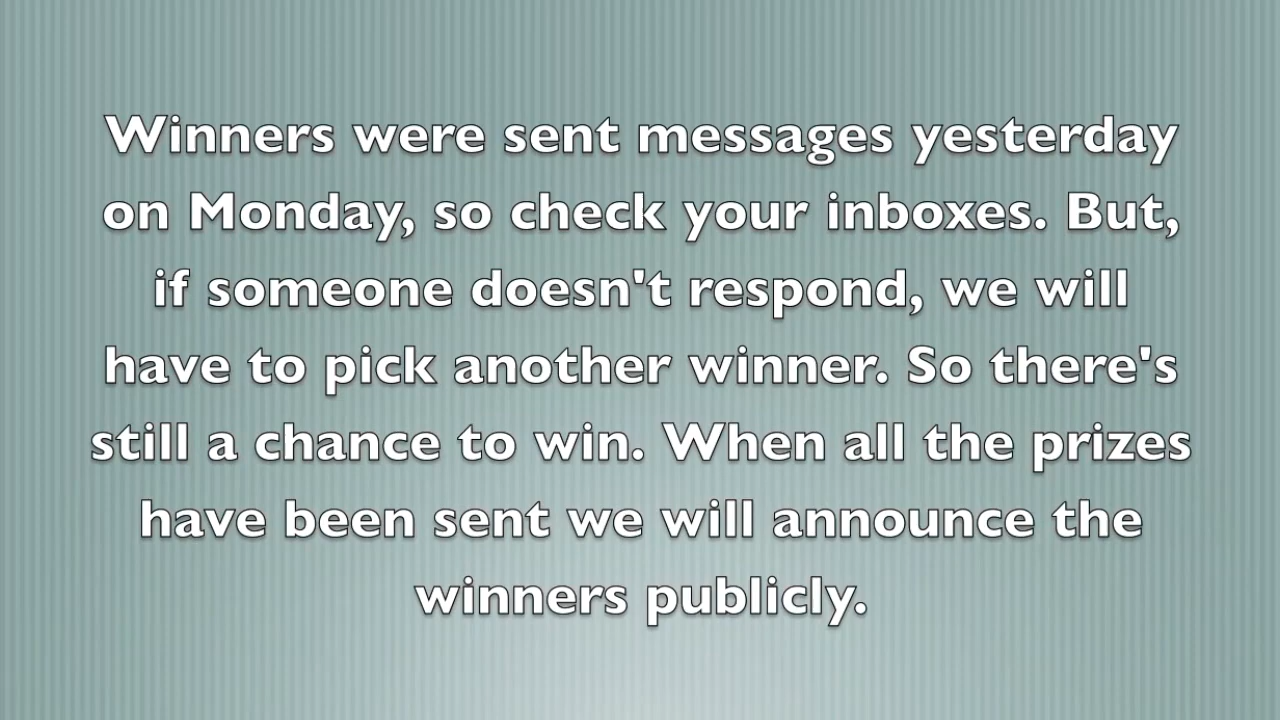 Winners were sent messages yesterday
on Monday, so check your inboxes. But,
if someone doesn't respond, we will
have to pick another winner. So there's
still a chance to win. When all the prizes
have been sent we will announce the
winners publicly.